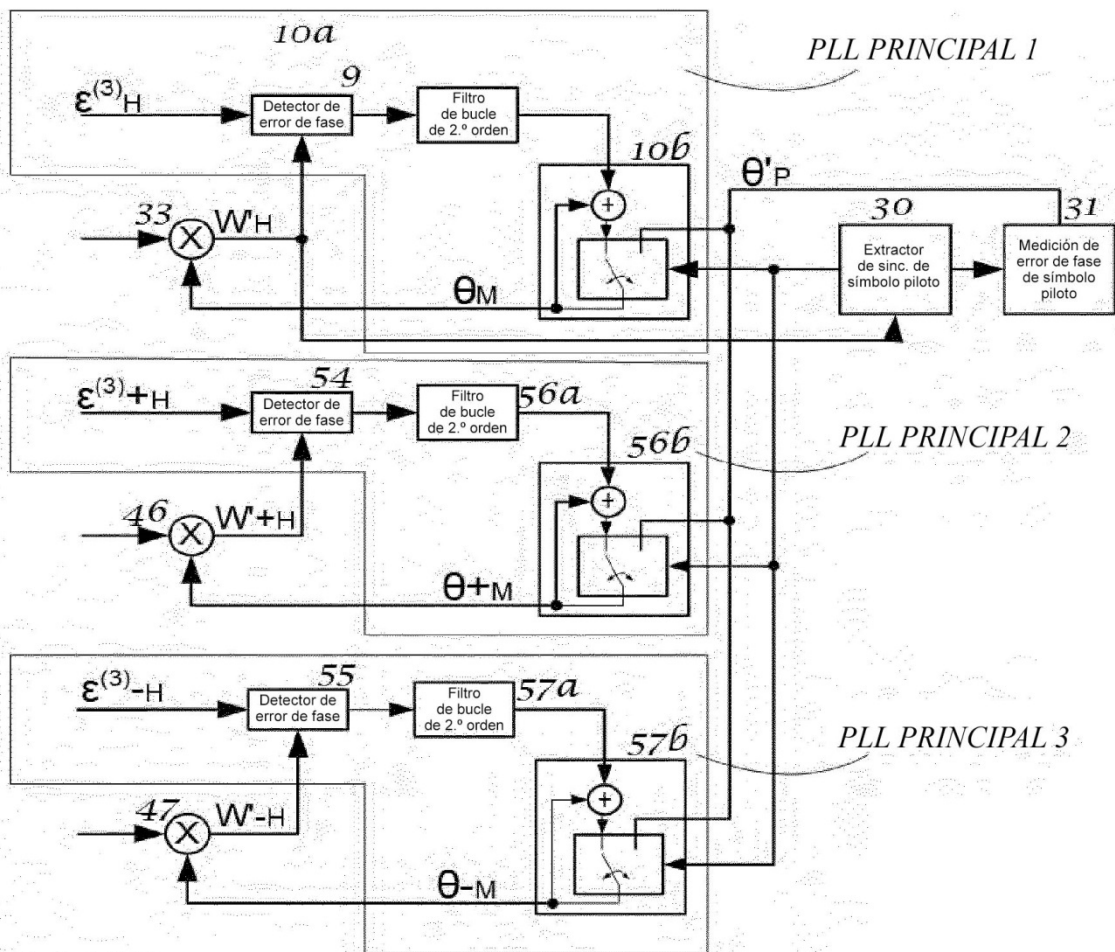 10a
PLL PRINCIPAL 1
ε(3)H
9
Detector de
error de fase
Filtro
de bucle
de 2.º orden
10b
+
33
X
W'H
θM
θ'P
30
Extractor
de sinc. de
símbolo piloto
31
Medición de
error de fase
de símbolo
piloto
ε(3)+H
54
Detector de
error de fase
Filtro
de bucle
de 2.º orden
56a
PLL PRINCIPAL 2
56b
+
46
X
W'+H
θ+M
ε(3)-H
55
Detector de
error de fase
Filtro
de bucle
de 2.º orden
57a
PLL PRINCIPAL 3
57b
+
47
X
W'-H
θ-M